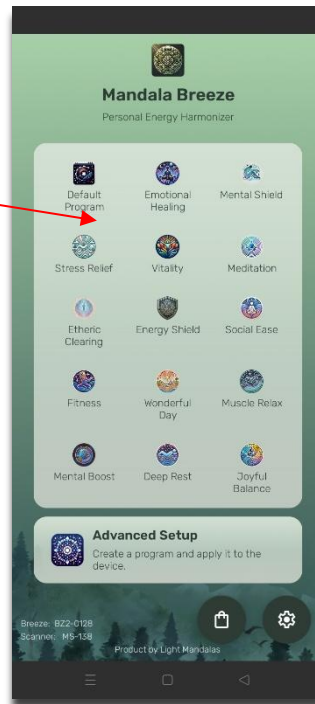 Mandala Breeze
Personal Energy Harmonizer
Default
Program
Emotional
Healing
Mental Shield
Stress Relief
Vitality
Meditation
Etheric
Clearing
Energy Shield
Social Ease
Fitness
Wonderful
Day
Muscle Relax
Mental Boost
Deep Rest
Joyful
Balance
Advanced Setup
Create a program and apply it to the
device.
Breeze: BZ2-0128
Scanner: MS-138
Product by Light Mandalas